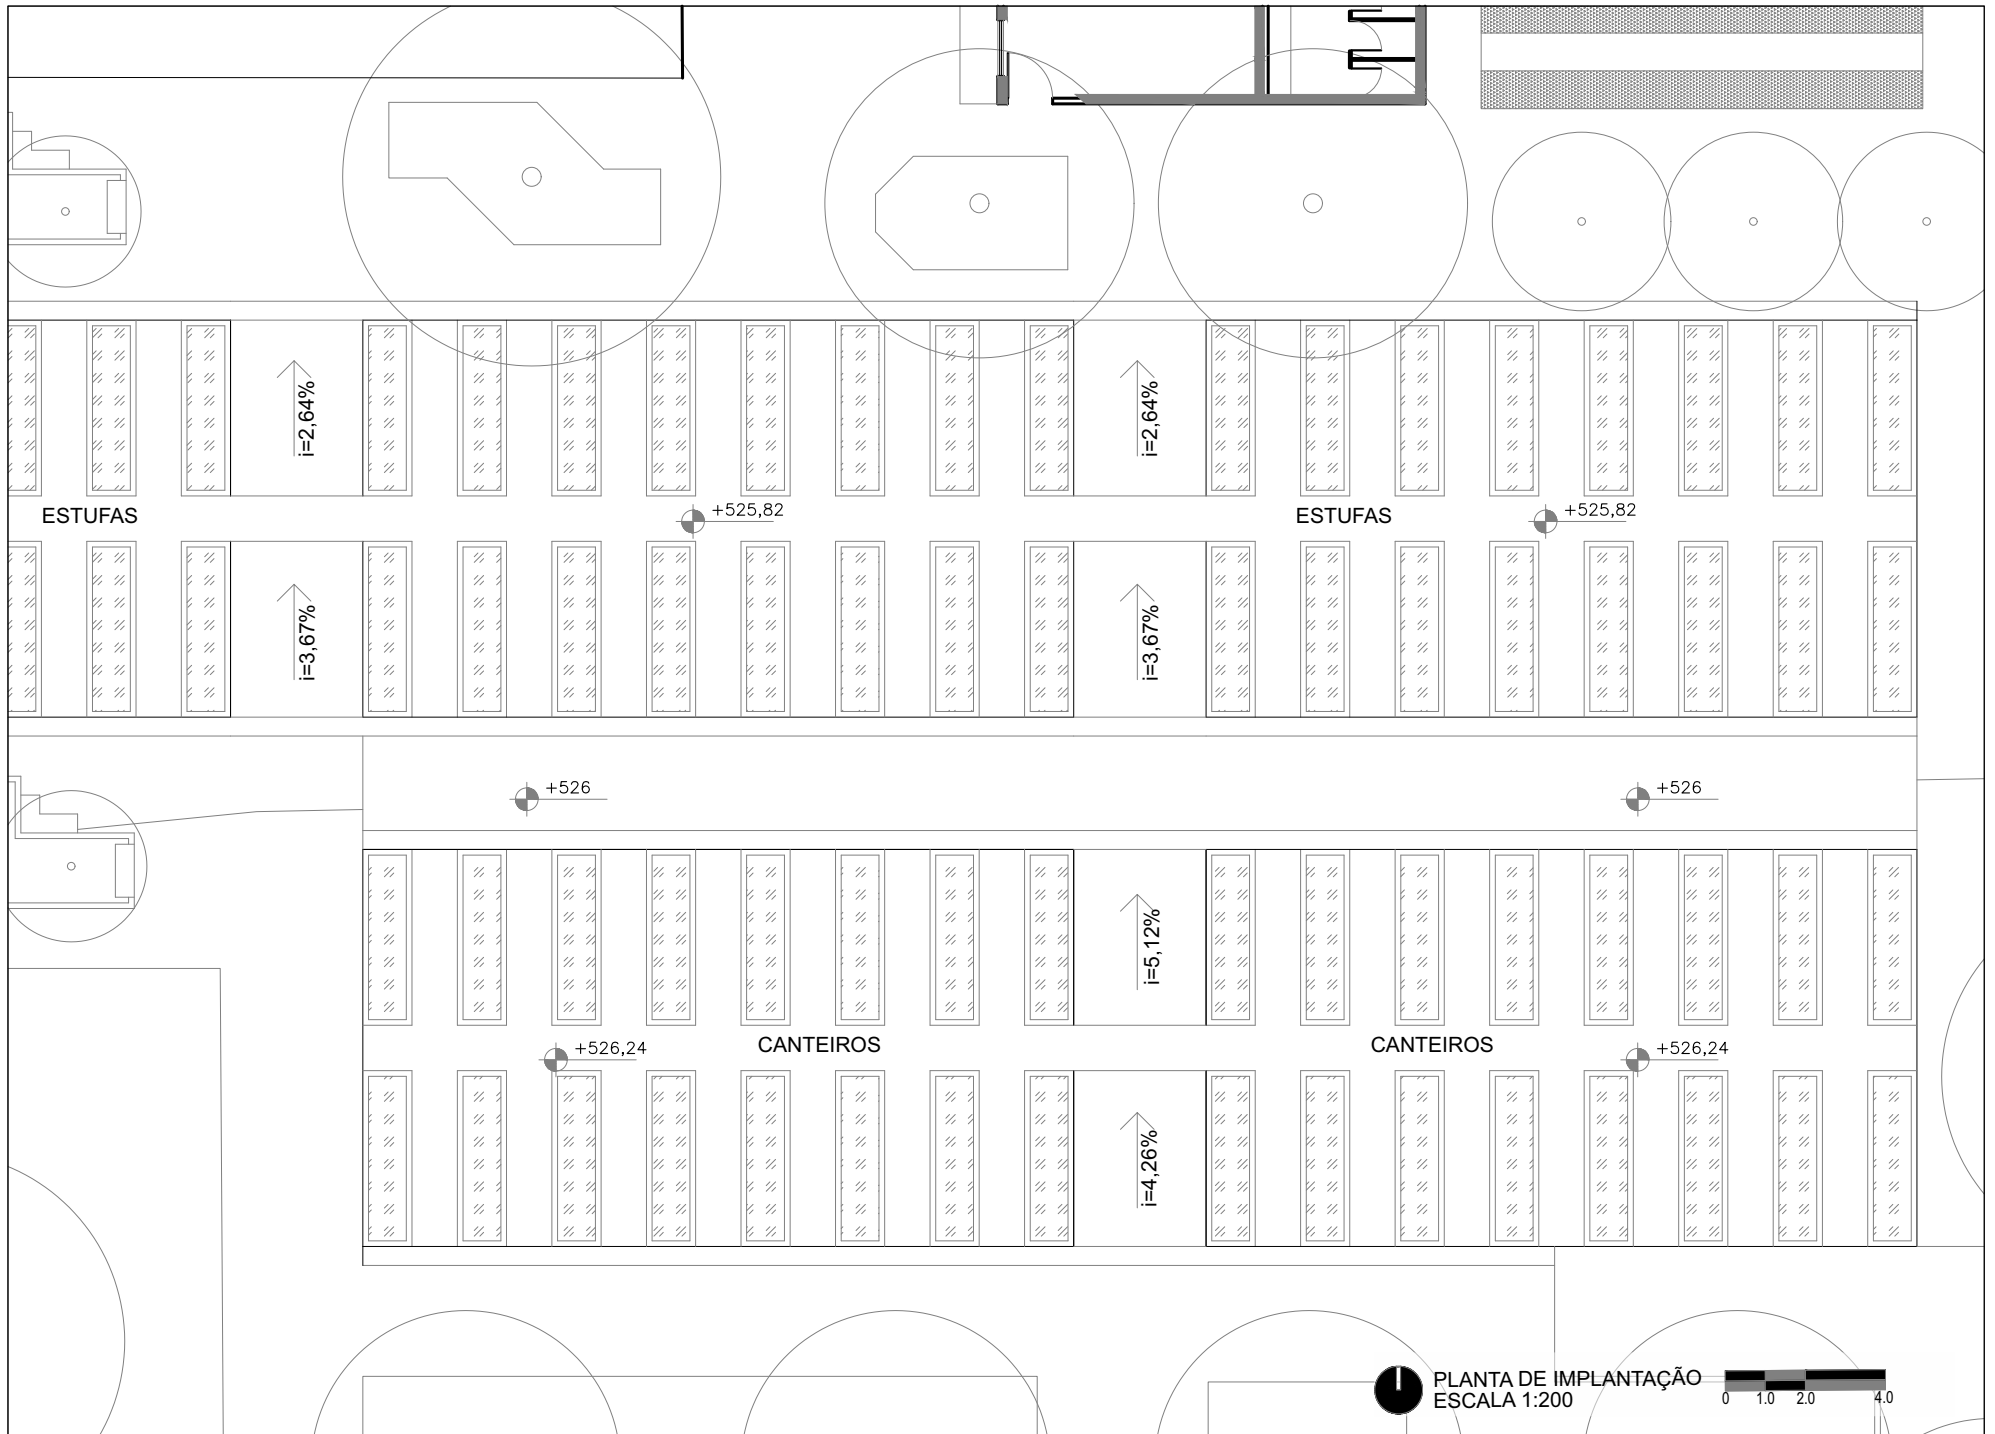 i=2,64%
i=2,64%
ESTUFAS
+525,82
ESTUFAS
+525,82
i=3,67%
i=3,67%
+526
+526
i=5,12%
+526,24
CANTEIROS
CANTEIROS
+526,24
i=4,26%
PLANTA DE IMPLANTAÇÃO
ESCALA 1:200
0 1.0 2.0 4.0